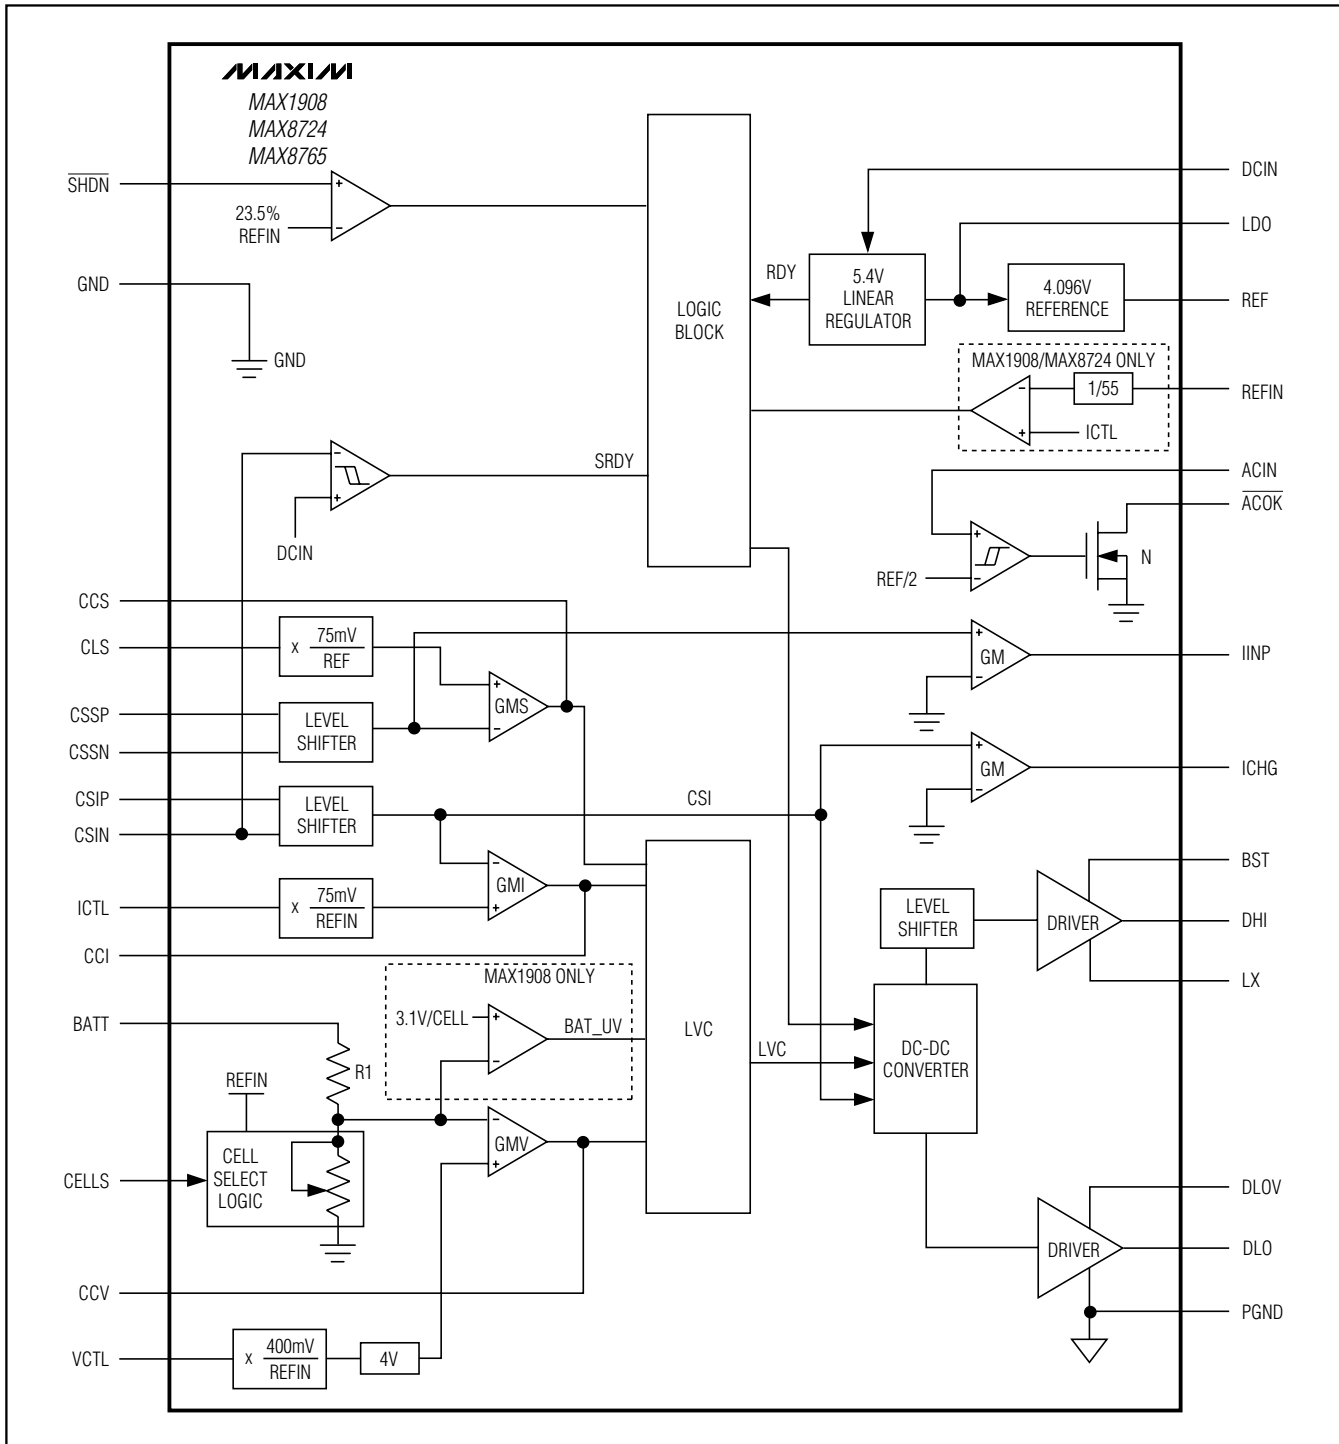 MAXIM
MAX1908
MAX8724
MAX8765
SHDN
+
23.5%
REFIN
−
GND
GND
−
+
SRDY
DCIN
LOGIC
BLOCK
RDY
5.4V
LINEAR
REGULATOR
4.096V
REFERENCE
DCIN
LDO
REF
MAX1908/MAX8724 ONLY
−
1/55
REFIN
+
ICTL
ACIN
ACOK
+
REF/2
−
N
CCS
CLS
x 75mV
REF
+
GMS
−
CSSP
LEVEL
SHIFTER
CSSN
+
GM
−
IINP
CSIP
LEVEL
SHIFTER
CSIN
CSI
+
GM
−
ICHG
−
GMI
+
ICTL
x 75mV
REFIN
CCI
MAX1908 ONLY
3.1V/CELL
+
−
BAT_UV
BATT
R1
REFIN
CELL
SELECT
LOGIC
CELLS
−
GMV
+
CCV
VCTL
x 400mV
REFIN
4V
LVC
LVC
DC-DC
CONVERTER
LEVEL
SHIFTER
DRIVER
BST
DHI
LX
DRIVER
DLOV
DLO
PGND